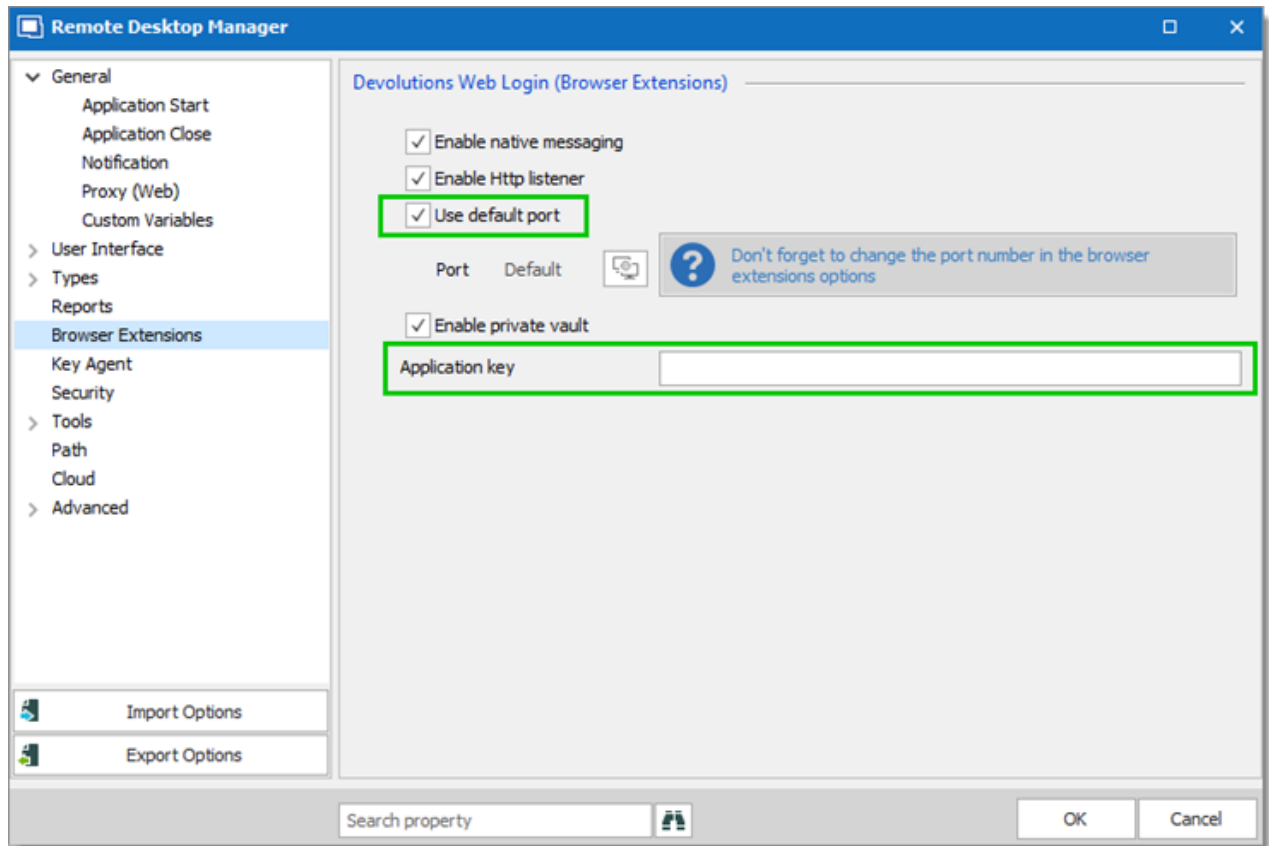 Remote Desktop Manager
General
Application Start
Application Close
Notification
Proxy (Web)
Custom Variables
User Interface
Types
Reports
Browser Extensions
Key Agent
Security
Tools
Path
Cloud
Advanced
Import Options
Export Options
Devolutions Web Login (Browser Extensions)
Enable native messaging
Enable Http listener
Use default port
Port Default
Don't forget to change the port number in the browser
extensions options
Enable private vault
Application key
Search property
OK Cancel